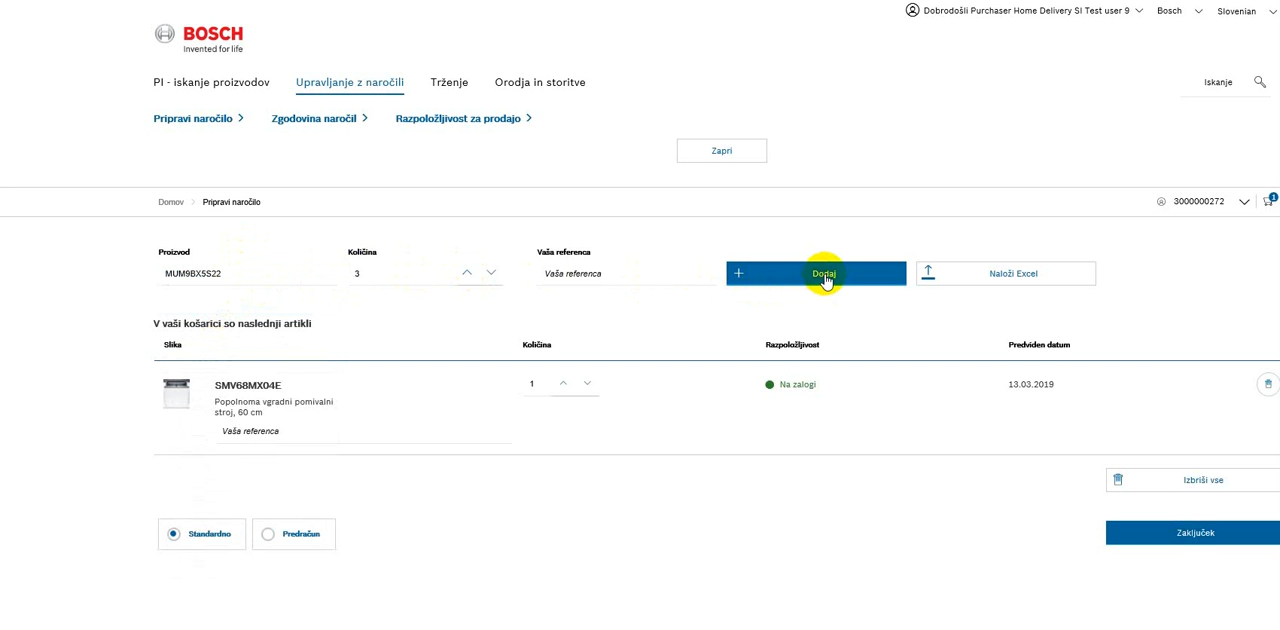 Dobrodošli Purchaser Home Delivery SI Test user 9
Bosch
Slovenian
BOSCH
Invented for life
PI - iskanje proizvodov
Upravljanje z naročili
Trženje
Orodja in storitve
Iskanje
Pripravi naročilo
Zgodovina naročil
Razpoložljivost za prodajo
Zapri
Domov
Pripravi naročilo
3000000272
1
Proizvod
Količina
Vaša referenca
MUM9BX5S22
3
Vaša referenca
Dodaj
Naloži Excel
V vaši košarici so naslednji artikli
Slika
Količina
Razpoložljivost
Predviden datum
SMV68MX04E
1
Na zalogi
13.03.2019
Popolnoma vgradni pomivalni
stroj, 60 cm
Vaša referenca
Izbriši vse
Standardno
Predračun
Zaključek